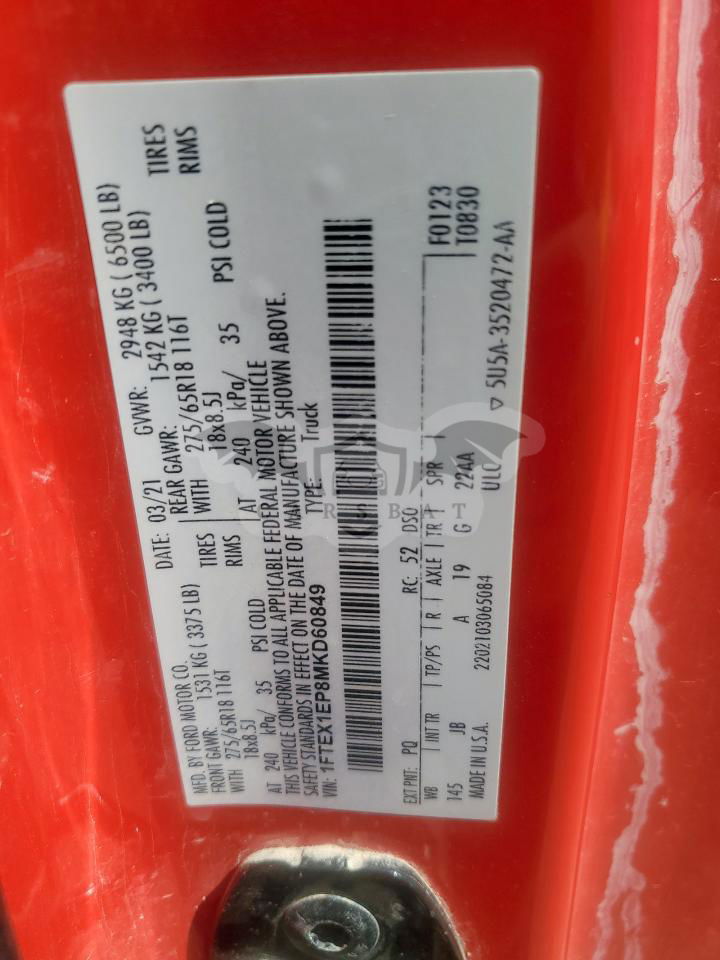 MFD. BY FORD MOTOR CO.
DATE: 03/21 GVWR: 2948 KG ( 6500 LB)
FRONT GAWR: 1531 KG ( 3375 LB) REAR GAWR: 1542 KG ( 3400 LB)
WITH 275/65R18 116T TIRES WITH 275/65R18 116T TIRES
18x8.5J RIMS 18x8.5J RIMS
AT 240 kPa/ 35 PSI COLD AT 240 kPa/ 35 PSI COLD
THIS VEHICLE CONFORMS TO ALL APPLICABLE FEDERAL MOTOR VEHICLE
SAFETY STANDARDS IN EFFECT ON THE DATE OF MANUFACTURE SHOWN ABOVE.
VIN: 1FTEX1EP8MKD60849 TYPE: Truck
EXT PNT: PQ RC: 52 DSO: F0123
WB INT TR TP/PS R AXLE TR SPR T0830
145 JB A 19 G 22AA
MADE IN U.S.A. 2202103065084 ULC ▽ 5U5A-3520472-AA